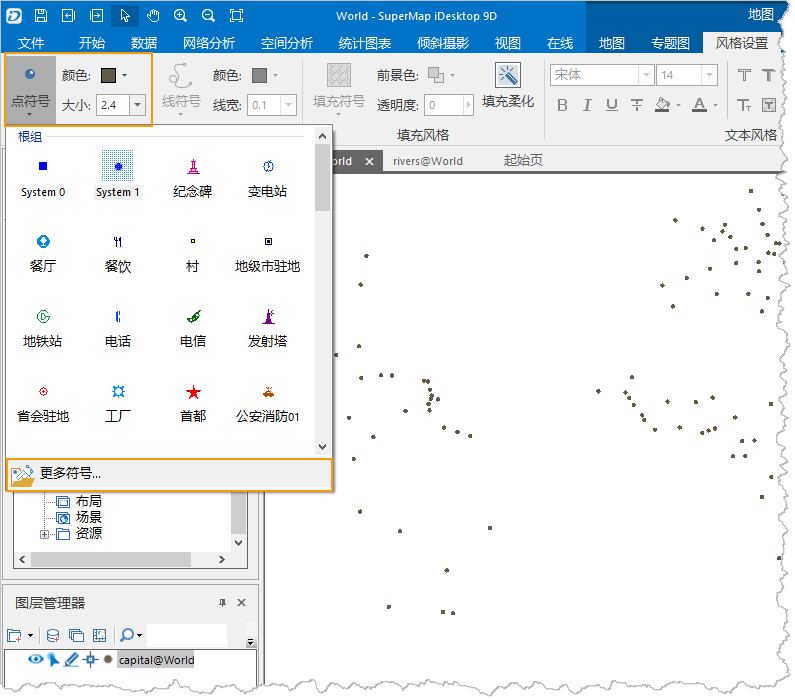 World - SuperMap iDesktop 9D
地图
文件 开始 数据 网络分析 空间分析 统计图表 倾斜摄影 视图 在线 地图 专题图 风格设置
点符号 颜色: 线符号 颜色: 填充符号 前景色: 填充柔化 宋体 14
大小: 2.4 线宽: 0.1 透明度: 0 B I U
填充风格 文本风格
根组
orld rivers@World 起始页
System 0 System 1 纪念碑 变电站
餐厅 餐饮 村 地级市驻地
地铁站 电话 电信 发射塔
省会驻地 工厂 首都 公安消防01
更多符号...
布局
场景
资源
图层管理器
capital@World